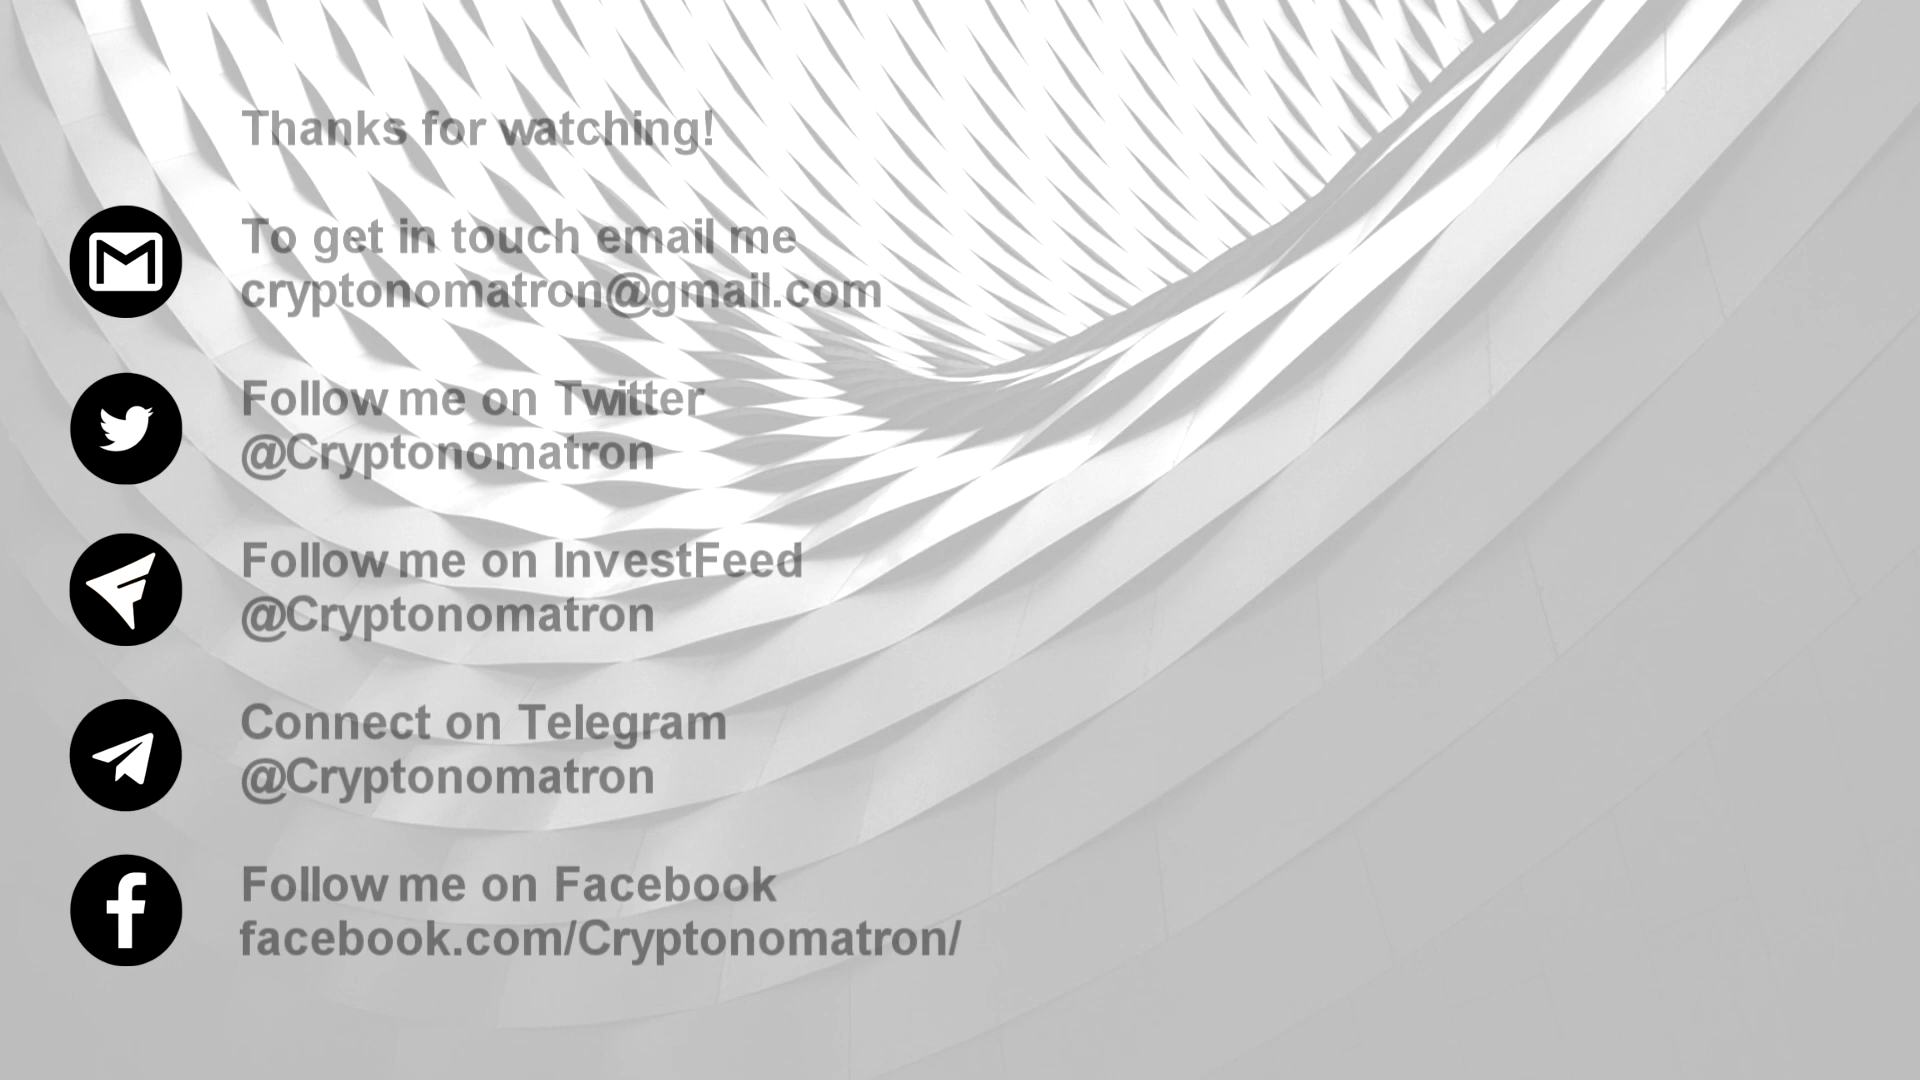 Thanks for watching!
To get in touch email me
cryptonomatron@gmail.com
Follow me on Twitter
@Cryptonomatron
Follow me on InvestFeed
@Cryptonomatron
Connect on Telegram
@Cryptonomatron
Follow me on Facebook
facebook.com/Cryptonomatron/